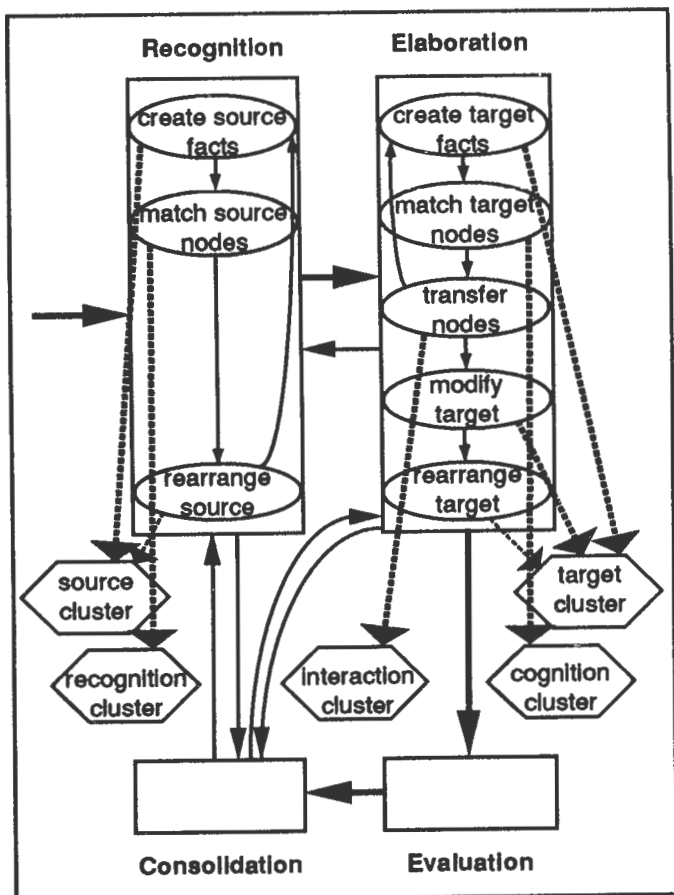 Recognition
Elaboration
create source
facts
match source
nodes
rearrange
source
create target
facts
match target
nodes
transfer
nodes
modify
target
rearrange
target
source
cluster
recognition
cluster
interaction
cluster
target
cluster
cognition
cluster
Consolidation
Evaluation